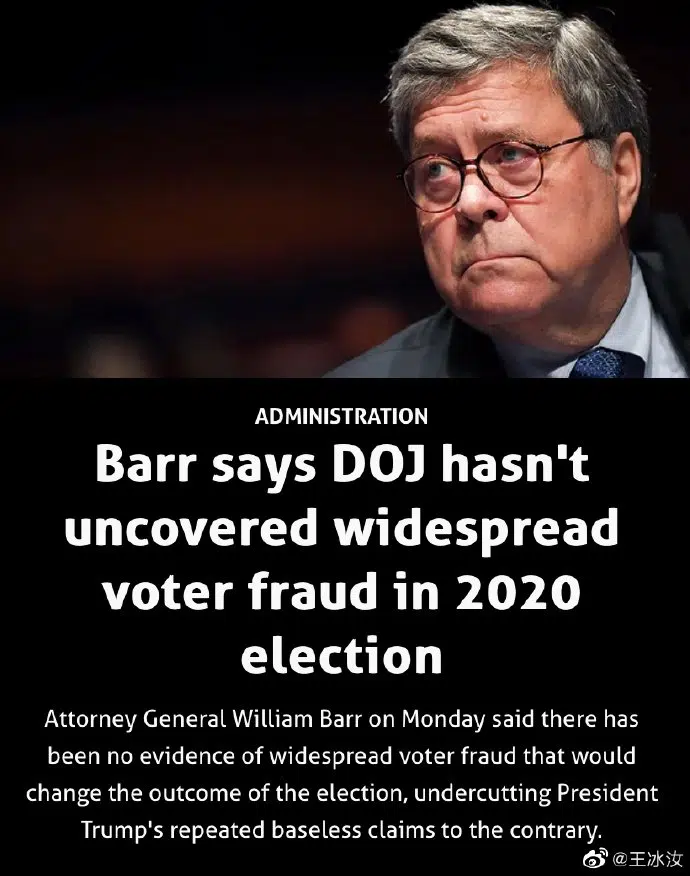 ADMINISTRATION
Barr says DOJ hasn't
uncovered widespread
voter fraud in 2020
election
Attorney General William Barr on Monday said there has
been no evidence of widespread voter fraud that would
change the outcome of the election, undercutting President
Trump's repeated baseless claims to the contrary.
@王冰汝